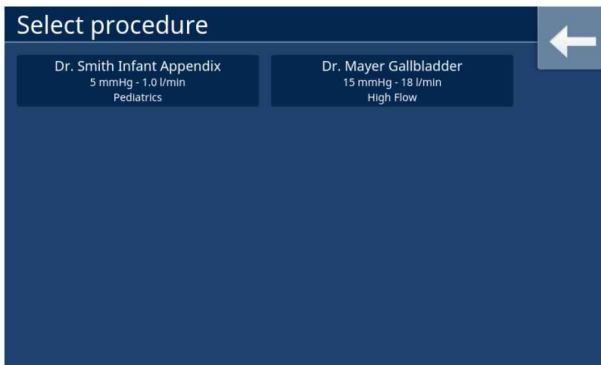 Select procedure
Dr. Smith Infant Appendix
5 mmHg - 1.0 l/min
Pediatrics
Dr. Mayer Gallbladder
15 mmHg - 18 l/min
High Flow